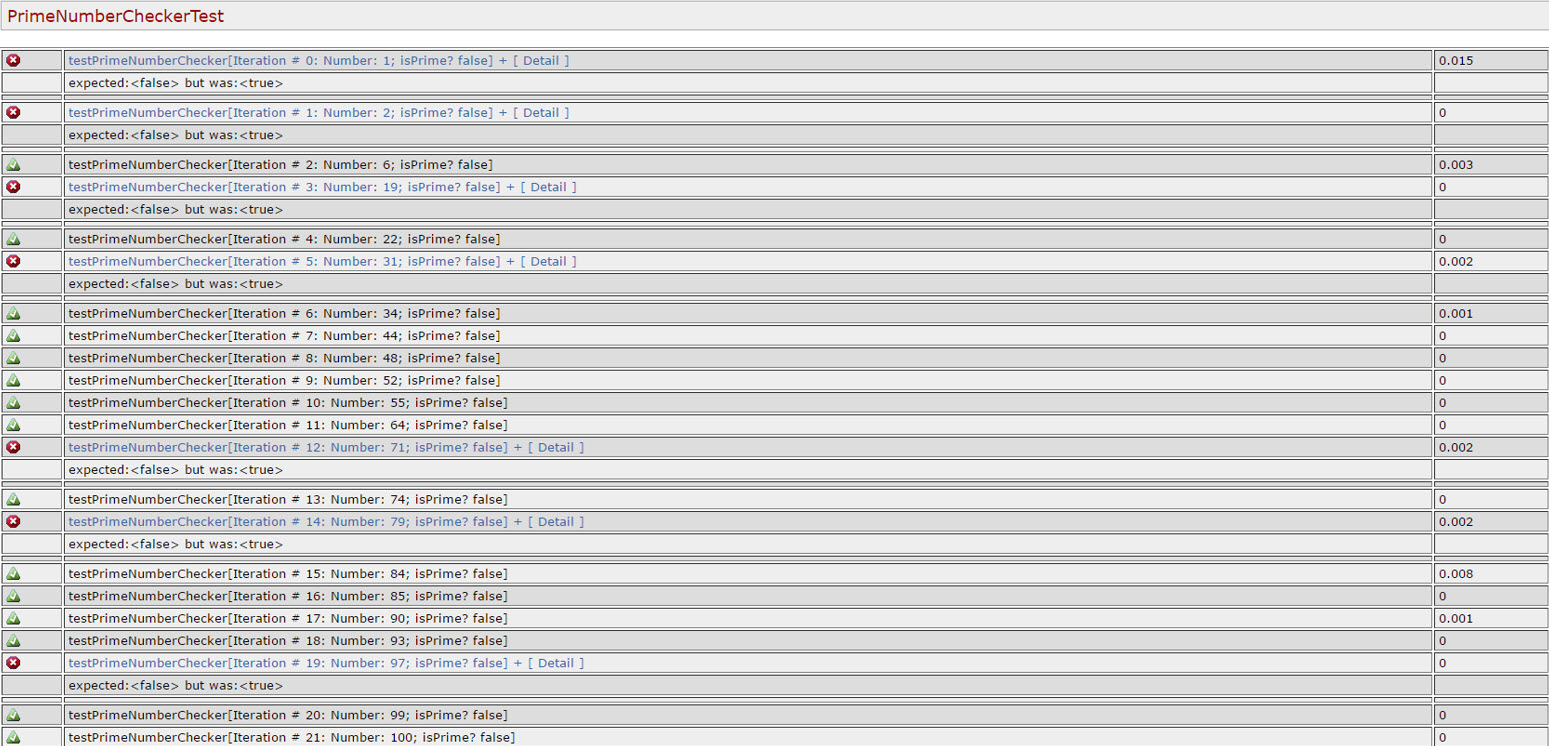 PrimeNumberCheckerTest
testPrimeNumberChecker[Iteration # 0: Number: 1; isPrime? false] + [ Detail ] 0.015
expected:<false> but was:<true>
testPrimeNumberChecker[Iteration # 1: Number: 2; isPrime? false] + [ Detail ] 0
expected:<false> but was:<true>
testPrimeNumberChecker[Iteration # 2: Number: 6; isPrime? false] 0.003
testPrimeNumberChecker[Iteration # 3: Number: 19; isPrime? false] + [ Detail ] 0
expected:<false> but was:<true>
testPrimeNumberChecker[Iteration # 4: Number: 22; isPrime? false] 0
testPrimeNumberChecker[Iteration # 5: Number: 31; isPrime? false] + [ Detail ] 0.002
expected:<false> but was:<true>
testPrimeNumberChecker[Iteration # 6: Number: 34; isPrime? false] 0.001
testPrimeNumberChecker[Iteration # 7: Number: 44; isPrime? false] 0
testPrimeNumberChecker[Iteration # 8: Number: 48; isPrime? false] 0
testPrimeNumberChecker[Iteration # 9: Number: 52; isPrime? false] 0
testPrimeNumberChecker[Iteration # 10: Number: 55; isPrime? false] 0
testPrimeNumberChecker[Iteration # 11: Number: 64; isPrime? false] 0
testPrimeNumberChecker[Iteration # 12: Number: 71; isPrime? false] + [ Detail ] 0.002
expected:<false> but was:<true>
testPrimeNumberChecker[Iteration # 13: Number: 74; isPrime? false] 0
testPrimeNumberChecker[Iteration # 14: Number: 79; isPrime? false] + [ Detail ] 0.002
expected:<false> but was:<true>
testPrimeNumberChecker[Iteration # 15: Number: 84; isPrime? false] 0.008
testPrimeNumberChecker[Iteration # 16: Number: 85; isPrime? false] 0
testPrimeNumberChecker[Iteration # 17: Number: 90; isPrime? false] 0.001
testPrimeNumberChecker[Iteration # 18: Number: 93; isPrime? false] 0
testPrimeNumberChecker[Iteration # 19: Number: 97; isPrime? false] + [ Detail ] 0
expected:<false> but was:<true>
testPrimeNumberChecker[Iteration # 20: Number: 99; isPrime? false] 0
testPrimeNumberChecker[Iteration # 21: Number: 100; isPrime? false] 0